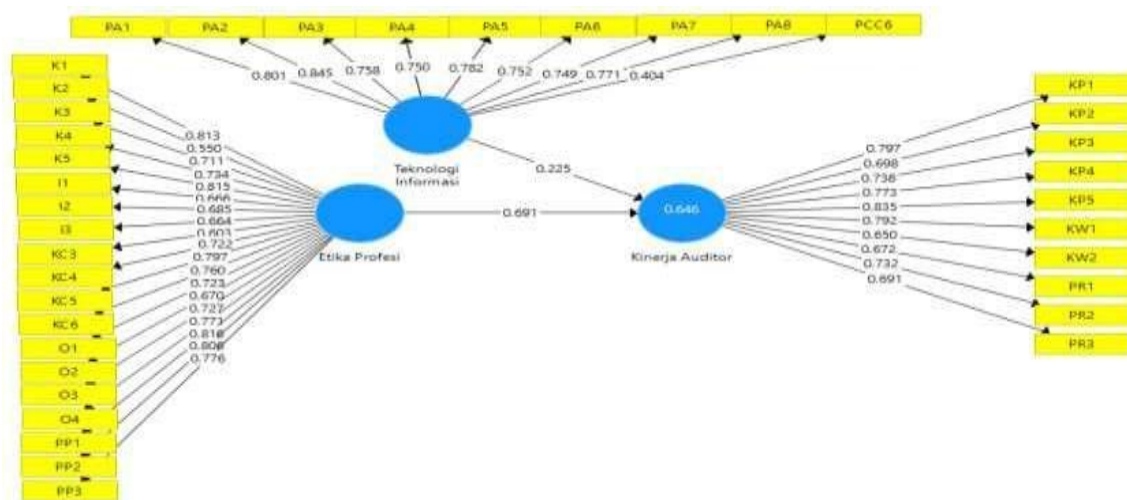 PA1 PA2 PA3 PA4 PA5 PA6 PA7 PA8 PCC6
0.801 0.845 0.758 0.750 0.782 0.752 0.749 0.771 0.404
K1
K2
K3
K4
K5
I1
I2
I3
KC3
KC4
KC5
KC6
O1
O2
O3
O4
PP1
PP2
PP3
0.813
0.550
0.711
0.734
0.815
0.666
0.685
0.664
0.603
0.722
0.797
0.760
0.723
0.670
0.727
0.773
0.818
0.808
0.776
Teknologi
Informasi
Etika Profesi
0.225
0.691
0.646
Kinerja Auditor
0.797
0.698
0.738
0.773
0.835
0.792
0.650
0.672
0.732
0.691
KP1
KP2
KP3
KP4
KP5
KW1
KW2
PR1
PR2
PR3